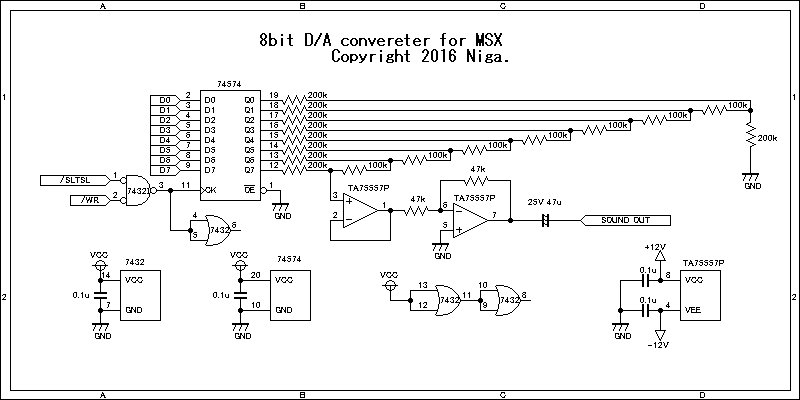 A B C D
8bit D/A convereter for MSX
Copyright 2016 Niga.
1 1
74574
D0 2 D0 Q0 19 200k
D1 3 D1 Q1 18 200k 100k
D2 4 D2 Q2 17 200k 100k
D3 5 D3 Q3 16 200k 100k 200k
D4 6 D4 Q4 15 200k 100k
D5 7 D5 Q5 14 200k 100k
D6 8 D6 Q6 13 200k 100k
D7 9 D7 Q7 12 200k 100k
/SLTSL 1 7432 3 11 CK OE 1
/WR 2
GND
GND
TA75557P 3 2 1 47k
47k TA75557P 6 5 7 25V 47u
SOUND OUT
GND
4 5 7432 6
2 2
VCC 7432 14 VCC
0.1u
7 GND
GND
VCC 74574 20 VCC
0.1u
10 GND
GND
VCC 13 12 7432 11 10 9 7432 8
+12V TA75557P
0.1u 8 VCC
0.1u 4 VEE
GND -12V
A B C D